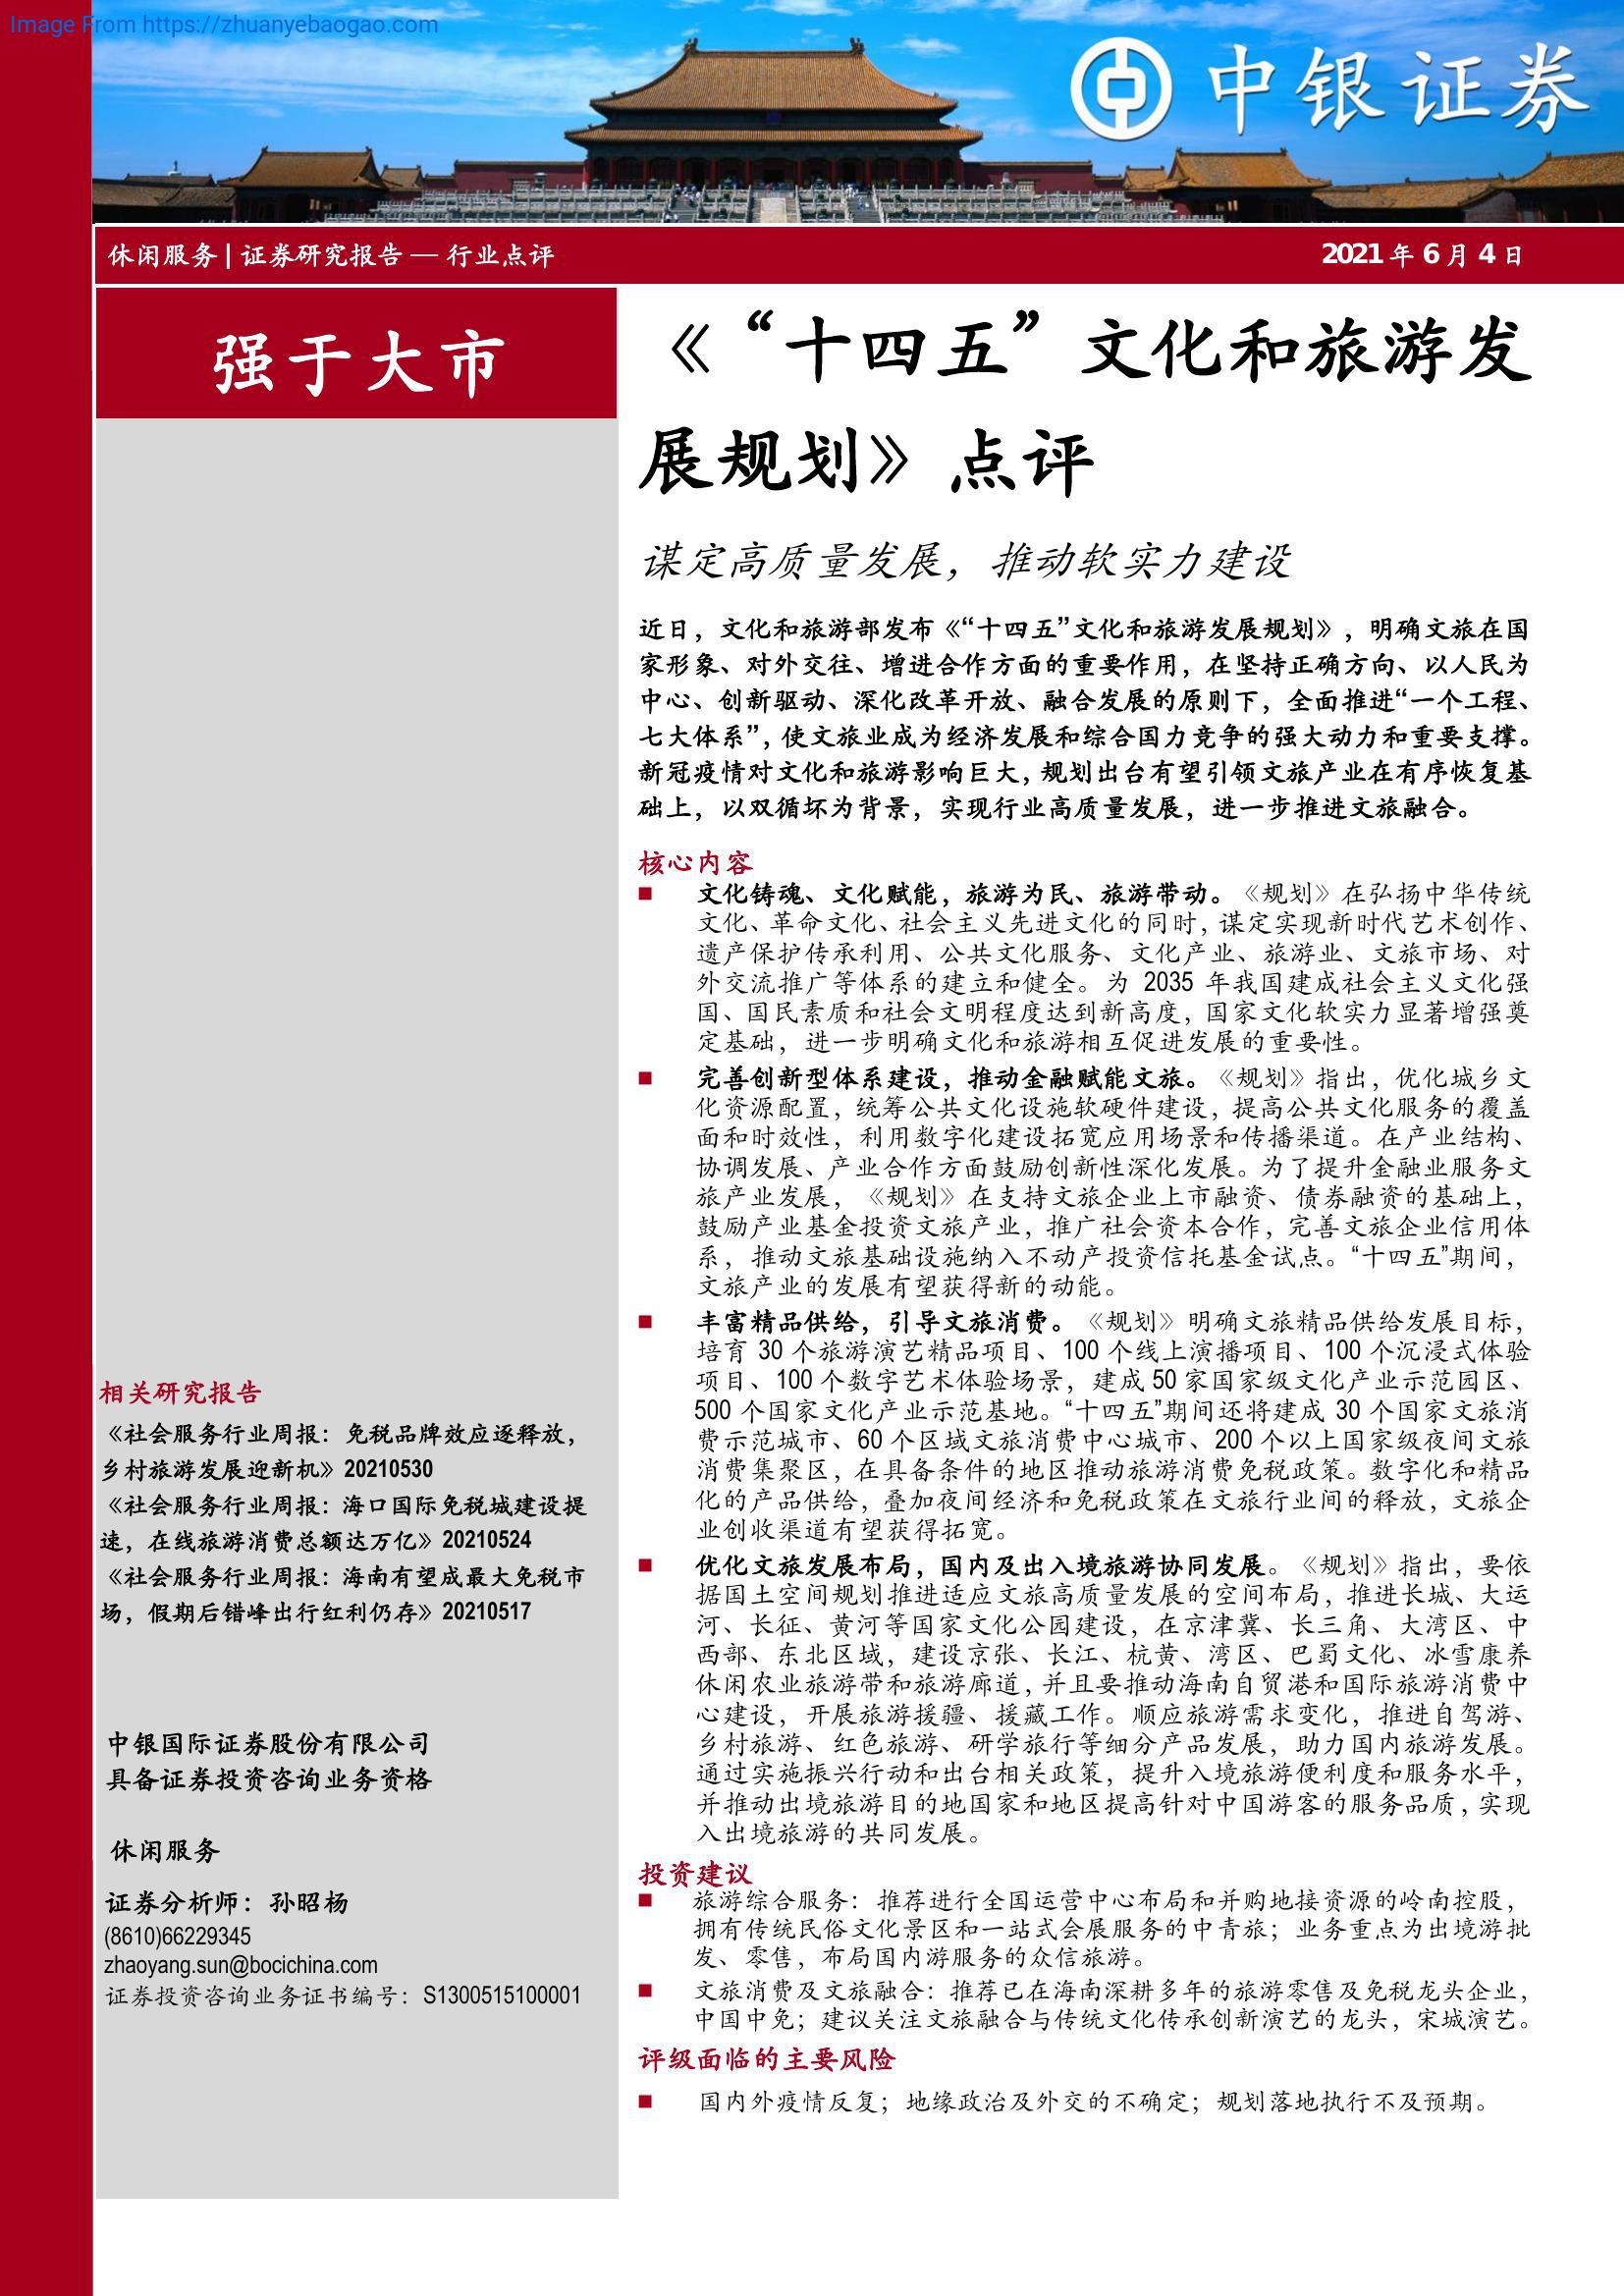 Image From https://zhuanyebaogao.com
中银证券
休闲服务 | 证券研究报告 — 行业点评
2021 年 6 月 4 日
强于大市
《“十四五”文化和旅游发
展规划》点评
谋定高质量发展，推动软实力建设
近日，文化和旅游部发布《“十四五”文化和旅游发展规划》，明确文旅在国
家形象、对外交往、增进合作方面的重要作用，在坚持正确方向、以人民为
中心、创新驱动、深化改革开放、融合发展的原则下，全面推进“一个工程、
七大体系”，使文旅业成为经济发展和综合国力竞争的强大动力和重要支撑。
新冠疫情对文化和旅游影响巨大，规划出台有望引领文旅产业在有序恢复基
础上，以双循坏为背景，实现行业高质量发展，进一步推进文旅融合。
核心内容
■ 文化铸魂、文化赋能，旅游为民、旅游带动。《规划》在弘扬中华传统
文化、革命文化、社会主义先进文化的同时，谋定实现新时代艺术创作、
遗产保护传承利用、公共文化服务、文化产业、旅游业、文旅市场、对
外交流推广等体系的建立和健全。为 2035 年我国建成社会主义文化强
国、国民素质和社会文明程度达到新高度，国家文化软实力显著增强奠
定基础，进一步明确文化和旅游相互促进发展的重要性。
■ 完善创新型体系建设，推动金融赋能文旅。《规划》指出，优化城乡文
化资源配置，统筹公共文化设施软硬件建设，提高公共文化服务的覆盖
面和时效性，利用数字化建设拓宽应用场景和传播渠道。在产业结构、
协调发展、产业合作方面鼓励创新性深化发展。为了提升金融业服务文
旅产业发展，《规划》在支持文旅企业上市融资、债券融资的基础上，
鼓励产业基金投资文旅产业，推广社会资本合作，完善文旅企业信用体
系，推动文旅基础设施纳入不动产投资信托基金试点。“十四五”期间，
文旅产业的发展有望获得新的动能。
■ 丰富精品供给，引导文旅消费。《规划》明确文旅精品供给发展目标，
培育 30 个旅游演艺精品项目、100 个线上演播项目、100 个沉浸式体验
项目、100 个数字艺术体验场景，建成 50 家国家级文化产业示范园区、
500 个国家文化产业示范基地。“十四五”期间还将建成 30 个国家文旅消
费示范城市、60 个区域文旅消费中心城市、200 个以上国家级夜间文旅
消费集聚区，在具备条件的地区推动旅游消费免税政策。数字化和精品
化的产品供给，叠加夜间经济和免税政策在文旅行业间的释放，文旅企
业创收渠道有望获得拓宽。
■ 优化文旅发展布局，国内及出入境旅游协同发展。《规划》指出，要依
据国土空间规划推进适应文旅高质量发展的空间布局，推进长城、大运
河、长征、黄河等国家文化公园建设，在京津冀、长三角、大湾区、中
西部、东北区域，建设京张、长江、杭黄、湾区、巴蜀文化、冰雪康养
休闲农业旅游带和旅游廊道，并且要推动海南自贸港和国际旅游消费中
心建设，开展旅游援疆、援藏工作。顺应旅游需求变化，推进自驾游、
乡村旅游、红色旅游、研学旅行等细分产品发展，助力国内旅游发展。
通过实施振兴行动和出台相关政策，提升入境旅游便利度和服务水平，
并推动出境旅游目的地国家和地区提高针对中国游客的服务品质，实现
入出境旅游的共同发展。
投资建议
■ 旅游综合服务：推荐进行全国运营中心布局和并购地接资源的岭南控股，
拥有传统民俗文化景区和一站式会展服务的中青旅；业务重点为出境游批
发、零售，布局国内游服务的众信旅游。
■ 文旅消费及文旅融合：推荐已在海南深耕多年的旅游零售及免税龙头企业，
中国中免；建议关注文旅融合与传统文化传承创新演艺的龙头，宋城演艺。
评级面临的主要风险
■ 国内外疫情反复；地缘政治及外交的不确定；规划落地执行不及预期。
相关研究报告
《社会服务行业周报：免税品牌效应逐释放，
乡村旅游发展迎新机》20210530
《社会服务行业周报：海口国际免税城建设提
速，在线旅游消费总额达万亿》20210524
《社会服务行业周报：海南有望成最大免税市
场，假期后错峰出行红利仍存》20210517
中银国际证券股份有限公司
具备证券投资咨询业务资格
休闲服务
证券分析师：孙昭杨
(8610)66229345
zhaoyang.sun@bocichina.com
证券投资咨询业务证书编号：S1300515100001